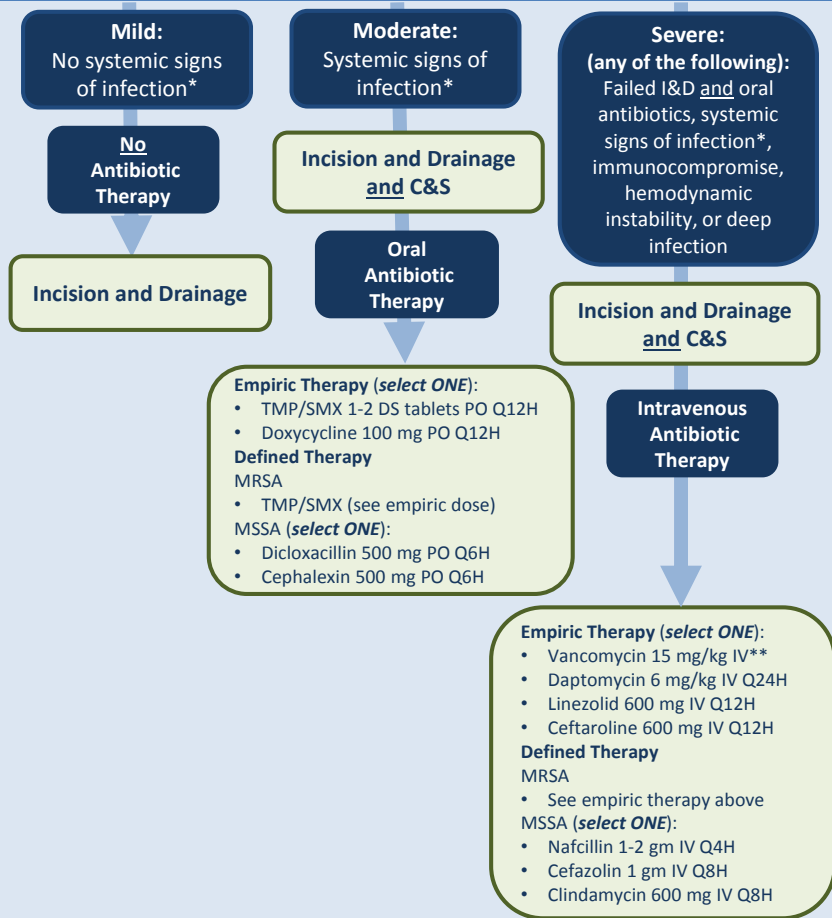 Mild:
No systemic signs
of infection*
No
Antibiotic
Therapy
Incision and Drainage
Moderate:
Systemic signs of
infection*
Incision and Drainage
and C&S
Oral
Antibiotic
Therapy
Empiric Therapy (select ONE):
• TMP/SMX 1-2 DS tablets PO Q12H
• Doxycycline 100 mg PO Q12H
Defined Therapy
MRSA
• TMP/SMX (see empiric dose)
MSSA (select ONE):
• Dicloxacillin 500 mg PO Q6H
• Cephalexin 500 mg PO Q6H
Severe:
(any of the following):
Failed I&D and oral
antibiotics, systemic
signs of infection*,
immunocompromise,
hemodynamic
instability, or deep
infection
Incision and Drainage
and C&S
Intravenous
Antibiotic
Therapy
Empiric Therapy (select ONE):
• Vancomycin 15 mg/kg IV**
• Daptomycin 6 mg/kg IV Q24H
• Linezolid 600 mg IV Q12H
• Ceftaroline 600 mg IV Q12H
Defined Therapy
MRSA
• See empiric therapy above
MSSA (select ONE):
• Nafcillin 1-2 gm IV Q4H
• Cefazolin 1 gm IV Q8H
• Clindamycin 600 mg IV Q8H